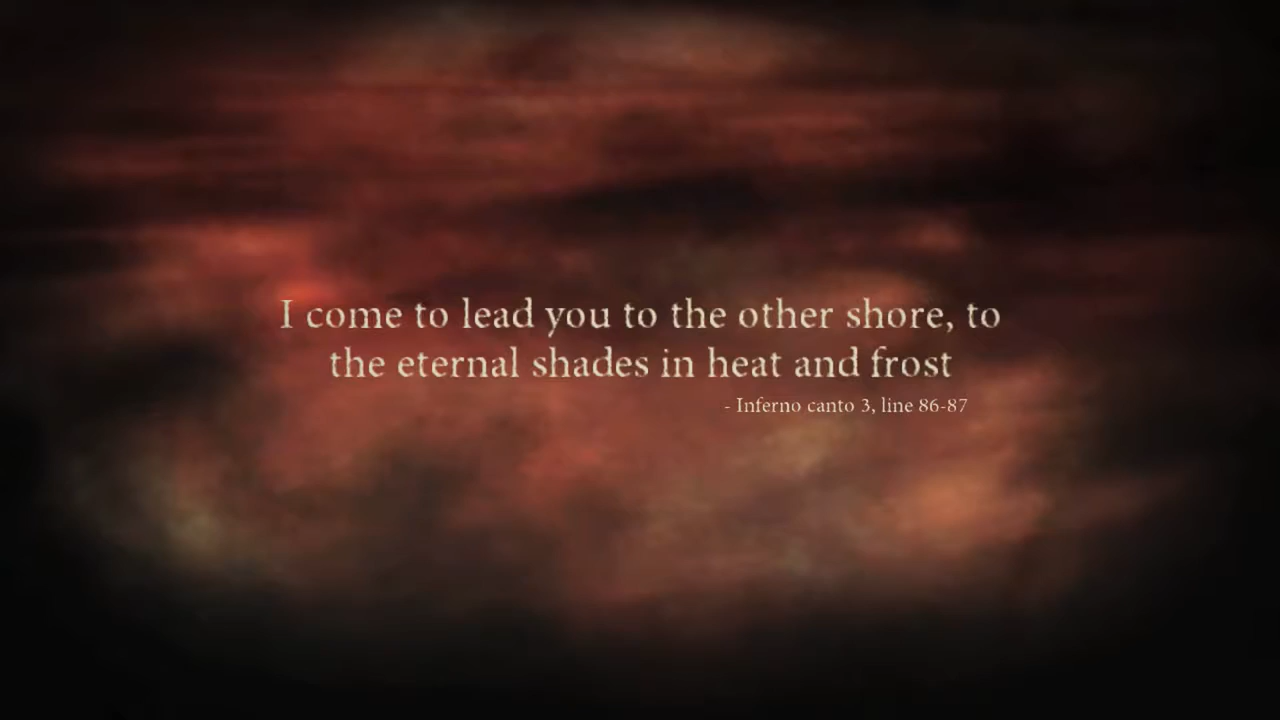 I come to lead you to the other shore, to
the eternal shades in heat and frost
- Inferno canto 3, line 86-87